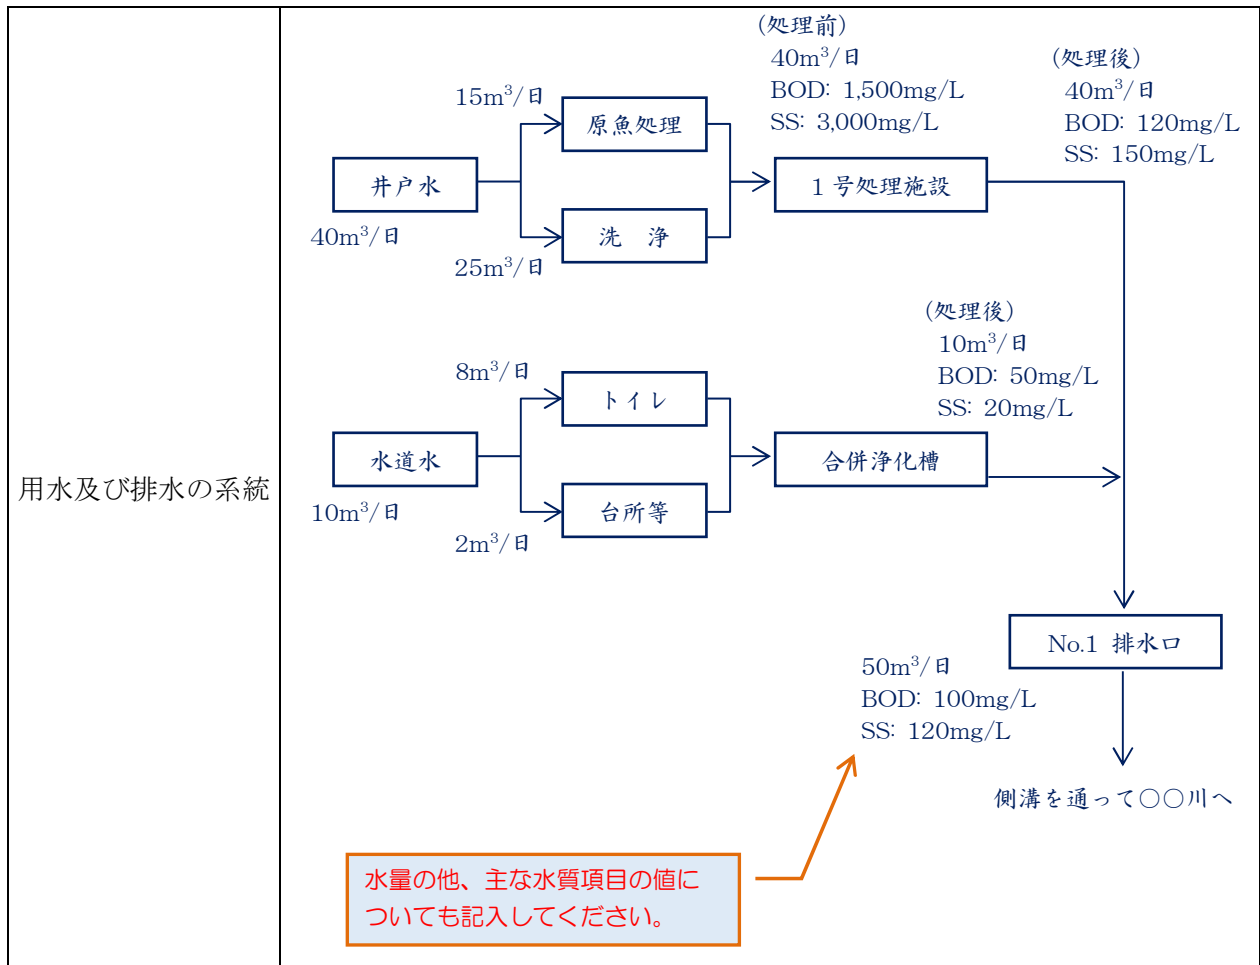 用水及び排水の系統
(処理前)
40m³/日
BOD: 1,500mg/L
SS: 3,000mg/L
(処理後)
40m³/日
BOD: 120mg/L
SS: 150mg/L
15m³/日
原魚処理
井戸水
40m³/日
1号処理施設
洗 浄
25m³/日
(処理後)
10m³/日
BOD: 50mg/L
SS: 20mg/L
8m³/日
トイレ
水道水
10m³/日
合併浄化槽
台所等
2m³/日
No.1 排水口
50m³/日
BOD: 100mg/L
SS: 120mg/L
側溝を通って○○川へ
水量の他、主な水質項目の値に
ついても記入してください。